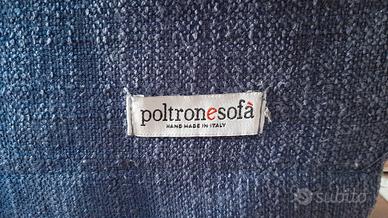 poltronesofà
HAND MADE IN ITALY
subito